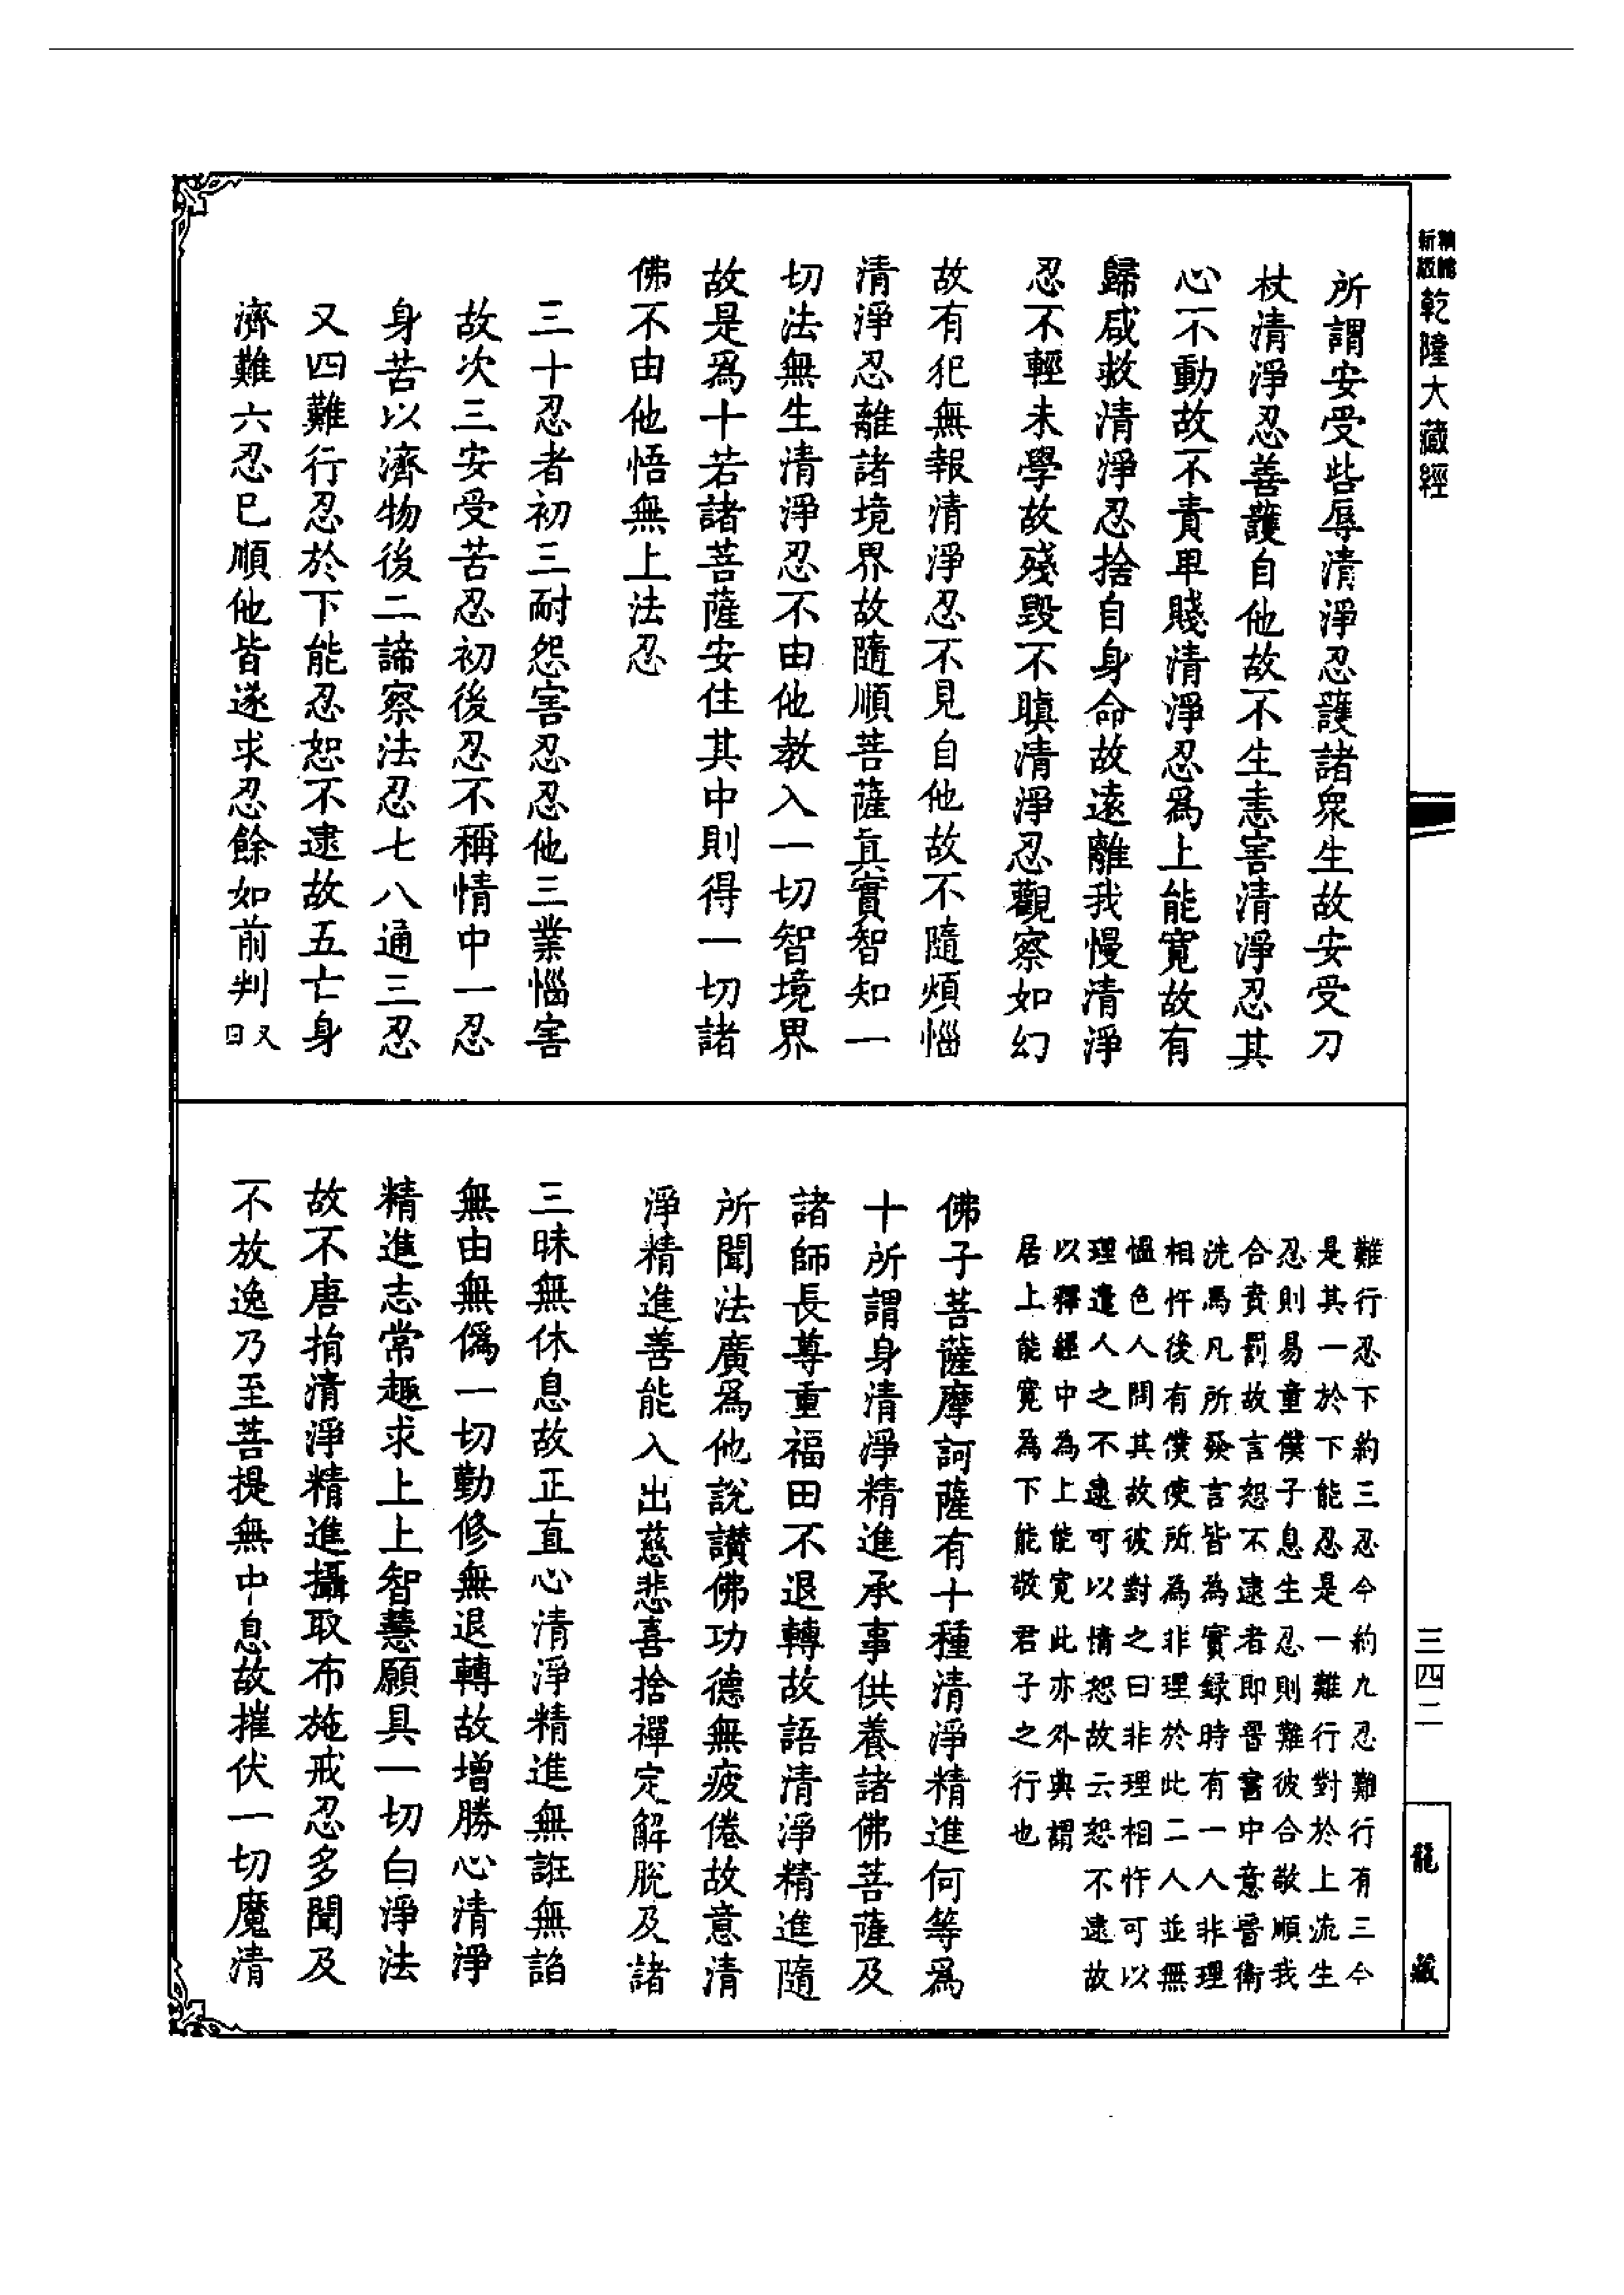 新編縮版乾隆大藏經
所謂安受呰辱清淨忍護諸衆生故安受刀
杖清淨忍善護自他故不生恚害清淨忍其
心不動故不責卑賤清淨忍爲上能寬故有
歸咸救清淨忍捨自身命故遠離我慢清淨
忍不輕未學故殘毀不瞋清淨忍觀察如幻
故有犯無報清淨忍不見自他故不隨煩惱
清淨忍離諸境界故隨順菩薩眞實智知一
切法無生清淨忍不由他教入一切智境界
故是爲十若諸菩薩安住其中則得一切諸
佛不由他悟無上法忍
三十忍者初三耐怨害忍忍他三業惱害
故次三安受苦忍初後忍不稱情中一忍
身苦以濟物後二諦察法忍七八通三忍
又四難行忍於下能忍恕不逮故五亡身
濟難六忍已順他皆遂求忍餘如前判又曰
難行忍下約三忍今約九忍難行有三今
是其一於下能忍是一難行對於上流生
忍則易童僕子息生忍則難彼合敬順我
合責罰故言恕不逮者即晉書中意晉衛
洗馬凡所發言皆為實録時有一人非理
相忤後有僕使所為非理於此二人並無
慍色人問其故彼對之曰非理相忤可以
理遣人之不逮可以情恕故云恕不逮故
以釋經中為上能寬此亦外典謂
居上能寬為下能敬君子之行也
佛子菩薩摩訶薩有十種清淨精進何等爲
十所謂身清淨精進承事供養諸佛菩薩及
諸師長尊重福田不退轉故語清淨精進隨
所聞法廣爲他說讃佛功德無疲倦故意清
淨精進善能入出慈悲喜捨禪定解脫及諸
三昧無休息故正直心清淨精進無誑無諂
無由無僞一切勤修無退轉故增勝心清淨
精進志常趣求上上智慧願具一切白淨法
故不唐捐清淨精進攝取布施戒忍多聞及
不放逸乃至菩提無中息故摧伏一切魔清
三四二
龍藏